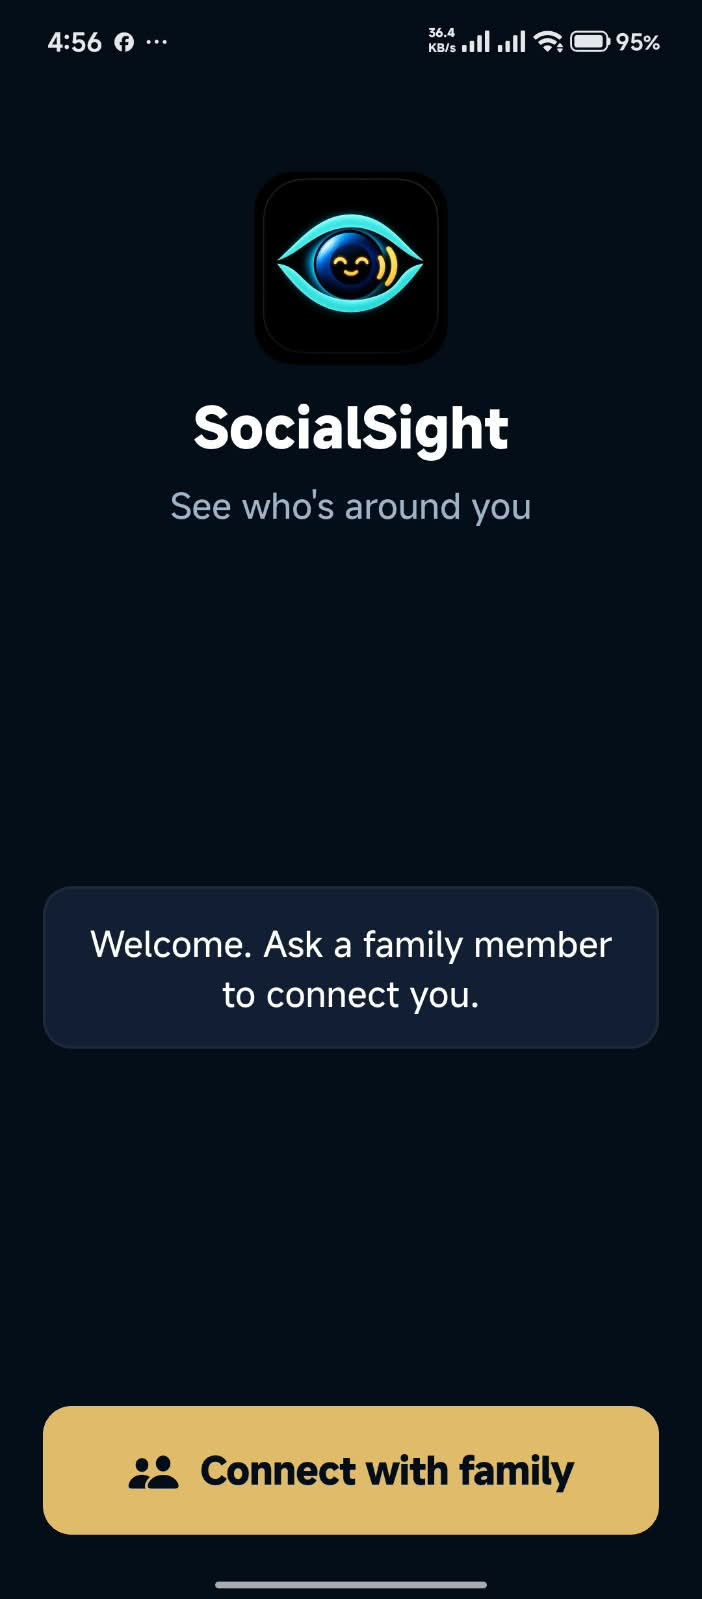 4:56 ... 36.4 KB/s 95%
SocialSight
See who's around you
Welcome. Ask a family member
to connect you.
Connect with family